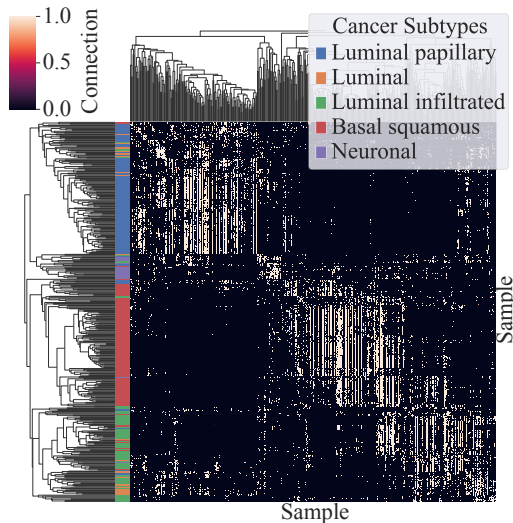 1.0
0.5
0.0
Connection
Cancer Subtypes
Luminal papillary
Luminal
Luminal infiltrated
Basal squamous
Neuronal
Sample
Sample